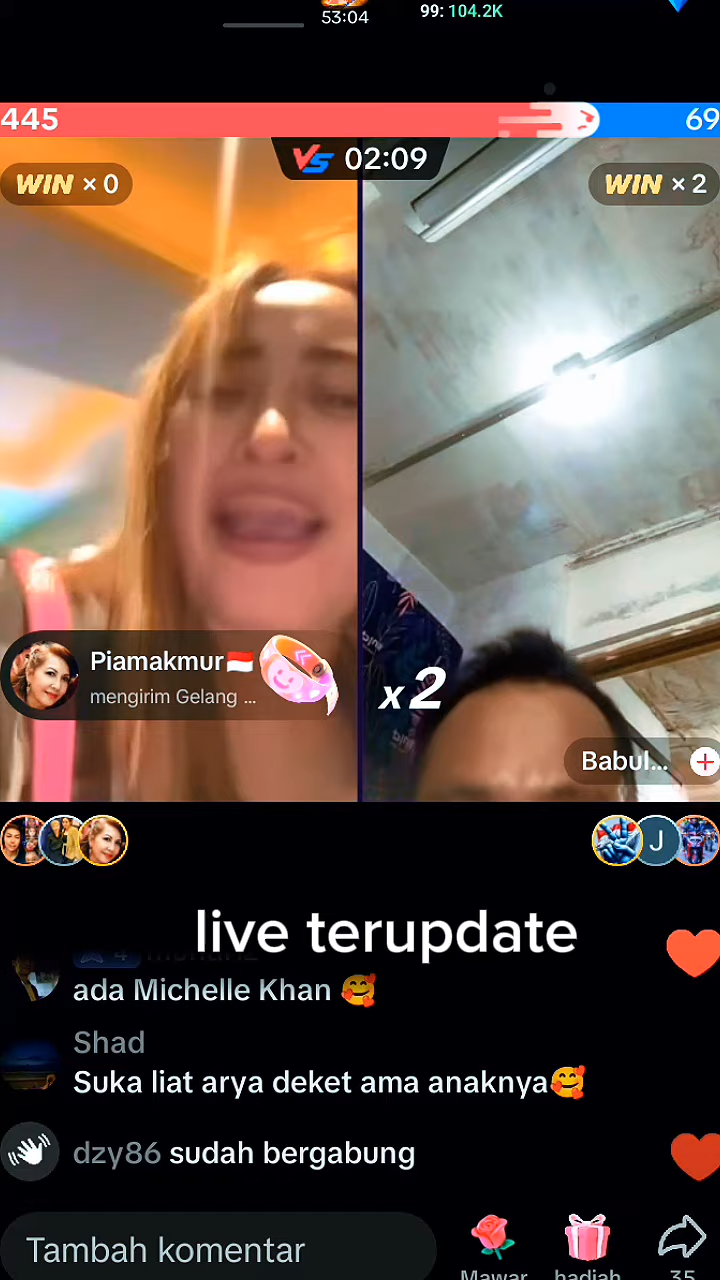 53:04
99: 104.2K
445
69
VS 02:09
WIN × 0
WIN × 2
Piamakmur
mengirim Gelang ...
x2
Babul...
J
live terupdate
4
ada Michelle Khan
Shad
Suka liat arya deket ama anaknya
dzy86 sudah bergabung
Tambah komentar
Mawar
hadiah
35